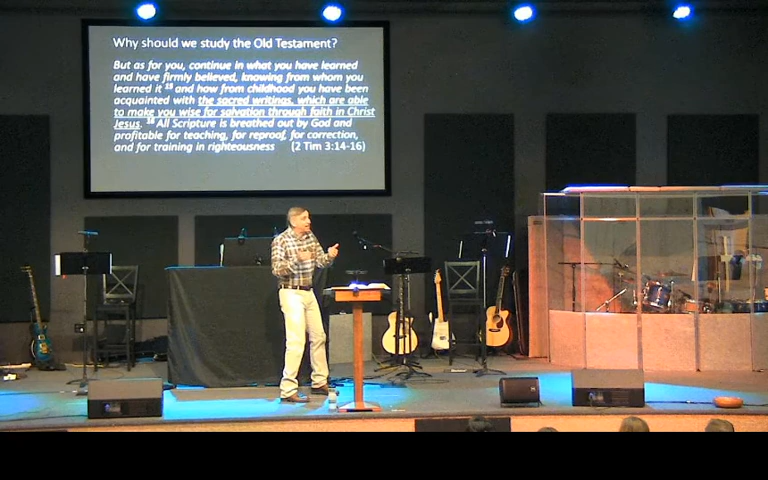 Why should we study the Old Testament?
But as for you, continue in what you have learned
and have firmly believed, knowing from whom you
learned it 15 and how from childhood you have been
acquainted with the sacred writings, which are able
to make you wise for salvation through faith in Christ
Jesus. 16 All Scripture is breathed out by God and
profitable for teaching, for reproof, for correction,
and for training in righteousness (2 Tim 3:14-16)